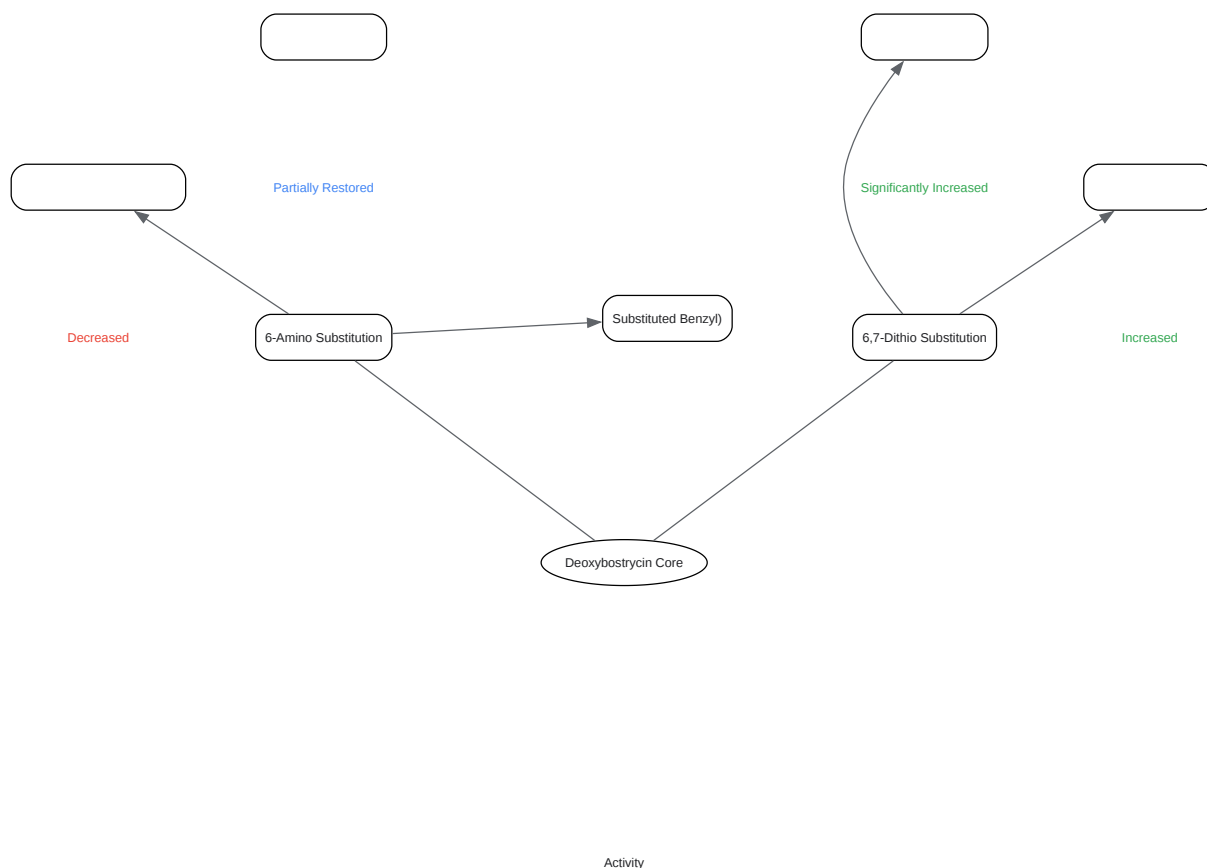 Partially Restored
Significantly Increased
Decreased
6-Amino Substitution
Substituted Benzyl)
6,7-Dithio Substitution
Increased
Deoxybostrycin Core
Activity